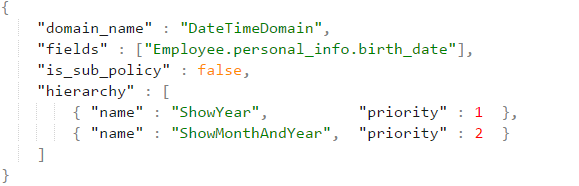 {
    "domain_name" : "DateTimeDomain",
    "fields" : ["Employee.personal_info.birth_date"],
    "is_sub_policy" : false,
    "hierarchy" : [
        { "name" : "ShowYear",           "priority" : 1  },
        { "name" : "ShowMonthAndYear",  "priority" : 2  }
    ]
}